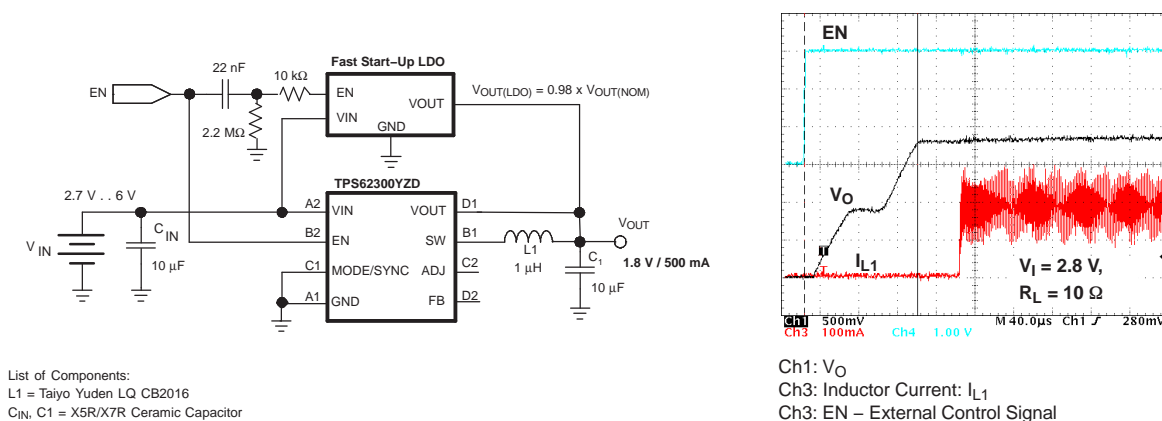 Fast Start–Up LDO
22 nF
10 kΩ
EN
EN
VIN
VOUT
GND
2.2 MΩ
VOUT(LDO) = 0.98 x VOUT(NOM)
TPS62300YZD
2.7 V . . 6 V
V IN
C IN
10 μF
A2
VIN
VOUT
D1
B2
EN
SW
B1
C1
MODE/SYNC
ADJ
C2
A1
GND
FB
D2
L1
1 μH
VOUT
1.8 V / 500 mA
C1
10 μF
List of Components:
L1 = Taiyo Yuden LQ CB2016
CIN, C1 = X5R/X7R Ceramic Capacitor
EN
VO
1
T
IL1
VI = 2.8 V,
RL = 10 Ω
Ch1 500mV M 40.0μs Ch1 280mV
Ch3 100mA Ch4 1.00 V
Ch1: VO
Ch3: Inductor Current: IL1
Ch3: EN – External Control Signal